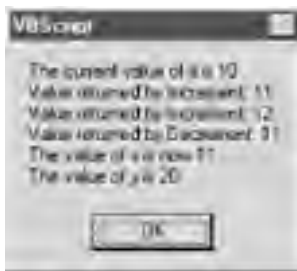 VBScript
The current value of is 10
Value returned by Increment: 11
Value returned by Increment: 12
Value returned by Decrement: 11
The value of x is now 11
The value of y is 20
OK